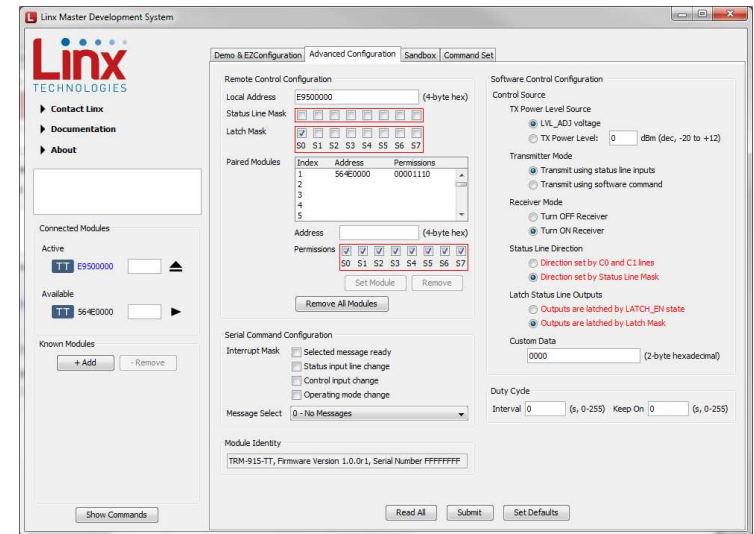 Linx Master Development System
Linx
TECHNOLOGIES
Contact Linx
Documentation
About
Connected Modules
Active
TT E9500000
Available
TT 564E0000
Known Modules
+ Add - Remove
Show Commands
Demo & EZConfiguration Advanced Configuration Sandbox Command Set
Remote Control Configuration
Local Address E9500000 (4-byte hex)
Status Line Mask
Latch Mask
S0 S1 S2 S3 S4 S5 S6 S7
Paired Modules Index Address Permissions
1 564E0000 00001110
2
3
4
5
Address (4-byte hex)
Permissions
S0 S1 S2 S3 S4 S5 S6 S7
Set Module Remove
Remove All Modules
Serial Command Configuration
Interrupt Mask Selected message ready
Status input line change
Control input change
Operating mode change
Message Select 0 - No Messages
Module Identity
TRM-915-TT, Firmware Version 1.0.0r1, Serial Number FFFFFFFF
Software Control Configuration
Control Source
TX Power Level Source
LVL_ADJ voltage
TX Power Level: 0 dBm (dec, -20 to +12)
Transmitter Mode
Transmit using status line inputs
Transmit using software command
Receiver Mode
Turn OFF Receiver
Turn ON Receiver
Status Line Direction
Direction set by C0 and C1 lines
Direction set by Status Line Mask
Latch Status Line Outputs
Outputs are latched by LATCH_EN state
Outputs are latched by Latch Mask
Custom Data
0000 (2-byte hexadecimal)
Duty Cycle
Interval 0 (s, 0-255) Keep On 0 (s, 0-255)
Read All Submit Set Defaults